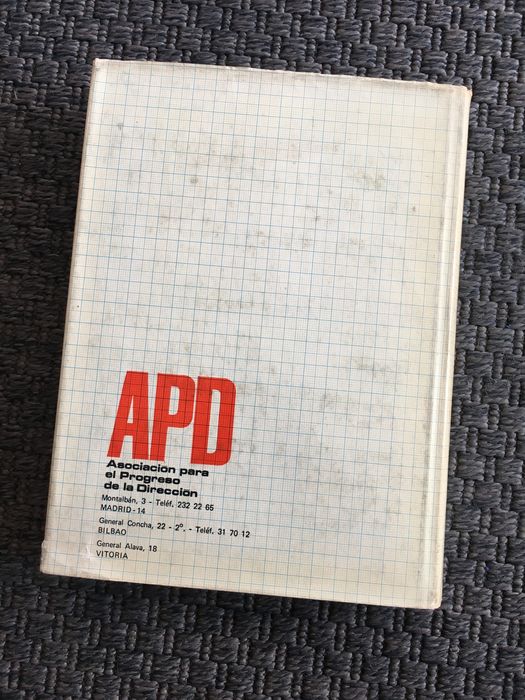 APD
Asociacion para
el Progreso
de la Direccion
Montalbán, 3 - Teléf. 232 22 65
MADRID-14
General Concha, 22 - 2º. - Teléf. 31 70 12
BILBAO
General Alava, 18
VITORIA